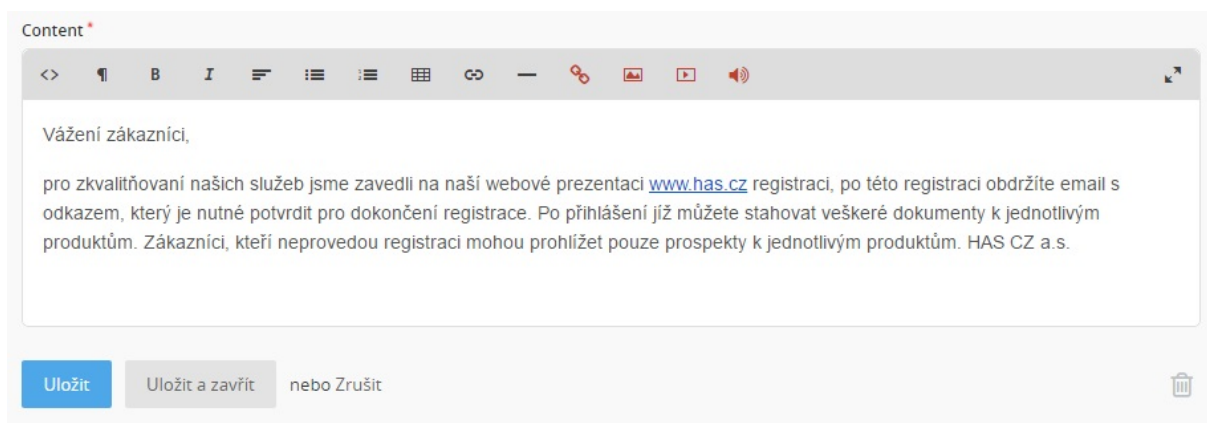 Content *
Vážení zákazníci,
pro zkvalitňovaní našich služeb jsme zavedli na naší webové prezentaci www.has.cz registraci, po této registraci obdržíte email s
odkazem, který je nutné potvrdit pro dokončení registrace. Po přihlášení jíž můžete stahovat veškeré dokumenty k jednotlivým
produktům. Zákazníci, kteří neprovedou registraci mohou prohlížet pouze prospekty k jednotlivým produktům. HAS CZ a.s.
Uložit Uložit a zavřít nebo Zrušit